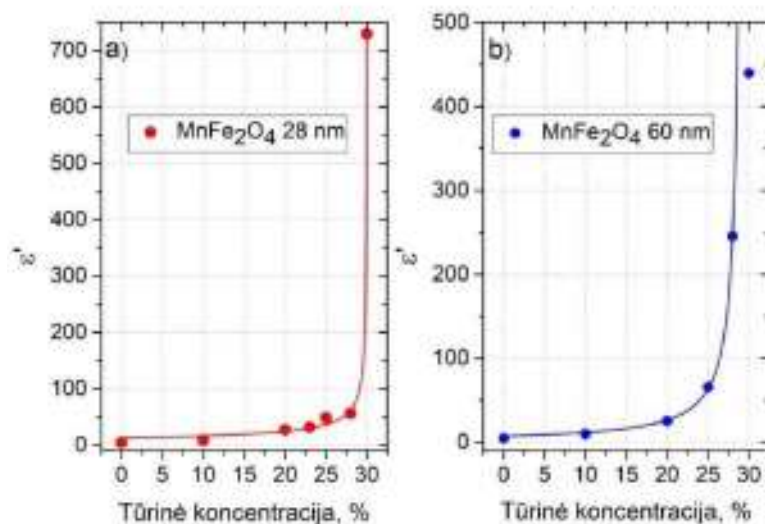 a)
MnFe₂O₄ 28 nm
700
600
500
400
300
200
100
0
ε'
0 5 10 15 20 25 30
Tūrinė koncentracija, %
b)
MnFe₂O₄ 60 nm
500
400
300
200
100
0
ε'
0 5 10 15 20 25 30
Tūrinė koncentracija, %